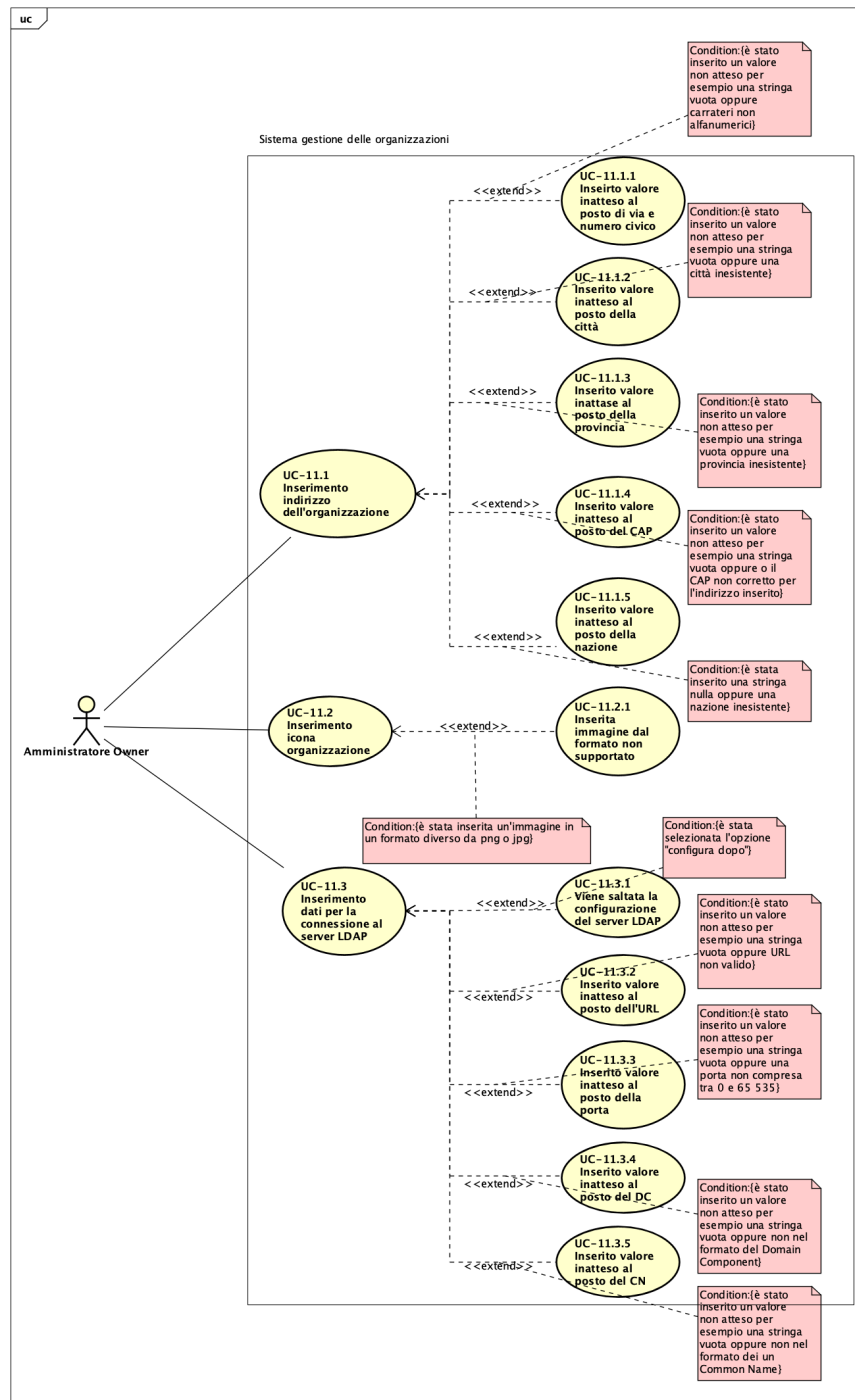 uc
Condition:{è stato
inserito un valore
non atteso per
esempio una stringa
vuota oppure
carrateri non
alfanumerici}
Sistema gestione delle organizzazioni
<<extend>>
UC-11.1.1
Inseirto valore
inatteso al
posto di via e
numero civico
Condition:{è stato
inserito un valore
non atteso per
esempio una stringa
vuota oppure una
città inesistente}
<<extend>>
UC-11.1.2
Inserito valore
inatteso al
posto della
città
<<extend>>
UC-11.1.3
Inserito valore
inattase al
posto della
provincia
Condition:{è stato
inserito un valore
non atteso per
esempio una stringa
vuota oppure una
provincia inesistente}
UC-11.1
Inserimento
indirizzo
dell'organizzazione
<<extend>>
UC-11.1.4
Inserito valore
inatteso al
posto del CAP
Condition:{è stato
inserito un valore
non atteso per
esempio una stringa
vuota oppure o il
CAP non corretto per
l'indirizzo inserito}
<<extend>>
UC-11.1.5
Inserito valore
inatteso al
posto della
nazione
Condition:{è stata
inserito una stringa
nulla oppure una
nazione inesistente}
Amministratore Owner
UC-11.2
Inserimento
icona
organizzazione
<<extend>>
UC-11.2.1
Inserita
immagine dal
formato non
supportato
Condition:{è stata inserita un'immagine in
un formato diverso da png o jpg}
Condition:{è stata
selezionata l'opzione
"configura dopo"}
UC-11.3
Inserimento
dati per la
connessione al
server LDAP
<<extend>>
UC-11.3.1
Viene saltata la
configurazione
del server LDAP
Condition:{è stato
inserito un valore
non atteso per
esempio una stringa
vuota oppure URL
non valido}
<<extend>>
UC-11.3.2
Inserito valore
inatteso al
posto dell'URL
Condition:{è stato
inserito un valore
non atteso per
esempio una stringa
vuota oppure una
porta non compresa
tra 0 e 65 535}
<<extend>>
UC-11.3.3
Inserito valore
inatteso al
posto della
porta
<<extend>>
UC-11.3.4
Inserito valore
inatteso al
posto del DC
Condition:{è stato
inserito un valore
non atteso per
esempio una stringa
vuota oppure non nel
formato del Domain
Component}
<<extend>>
UC-11.3.5
Inserito valore
inatteso al
posto del CN
Condition:{è stato
inserito un valore
non atteso per
esempio una stringa
vuota oppure non nel
formato dei un
Common Name}